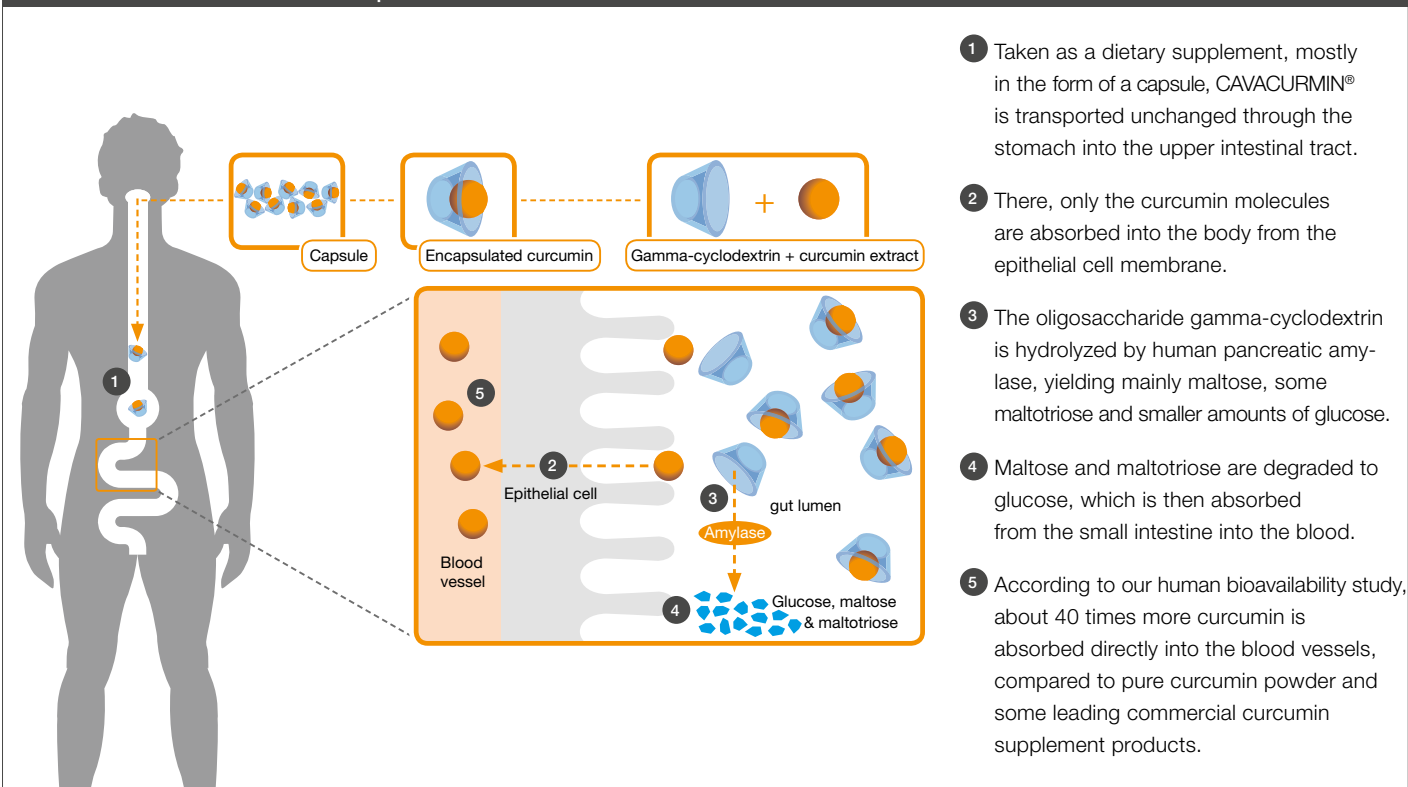 Capsule
Encapsulated curcumin
Gamma-cyclodextrin + curcumin extract
+
1
5
2
Epithelial cell
3
gut lumen
Amylase
Blood
vessel
4
Glucose, maltose
& maltotriose
1 Taken as a dietary supplement, mostly
in the form of a capsule, CAVACURMIN®
is transported unchanged through the
stomach into the upper intestinal tract.
2 There, only the curcumin molecules
are absorbed into the body from the
epithelial cell membrane.
3 The oligosaccharide gamma-cyclodextrin
is hydrolyzed by human pancreatic amy-
lase, yielding mainly maltose, some
maltotriose and smaller amounts of glucose.
4 Maltose and maltotriose are degraded to
glucose, which is then absorbed
from the small intestine into the blood.
5 According to our human bioavailability study,
about 40 times more curcumin is
absorbed directly into the blood vessels,
compared to pure curcumin powder and
some leading commercial curcumin
supplement products.